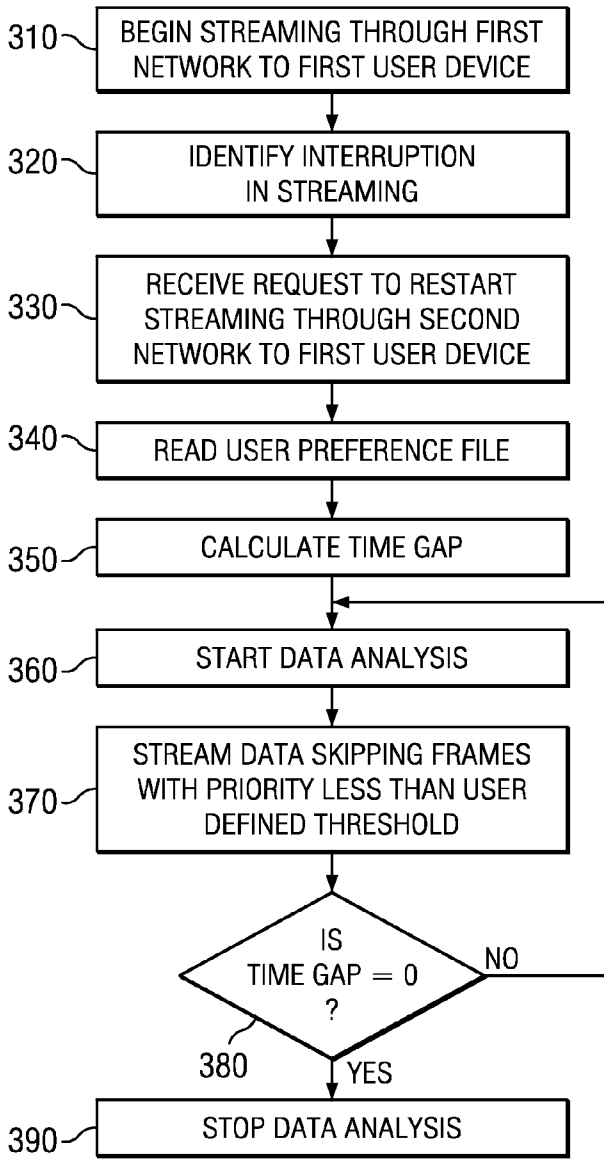 310
BEGIN STREAMING THROUGH FIRST
NETWORK TO FIRST USER DEVICE
320
IDENTIFY INTERRUPTION
IN STREAMING
330
RECEIVE REQUEST TO RESTART
STREAMING THROUGH SECOND
NETWORK TO FIRST USER DEVICE
340
READ USER PREFERENCE FILE
350
CALCULATE TIME GAP
360
START DATA ANALYSIS
370
STREAM DATA SKIPPING FRAMES
WITH PRIORITY LESS THAN USER
DEFINED THRESHOLD
IS
TIME GAP = 0
?
NO
380
YES
390
STOP DATA ANALYSIS